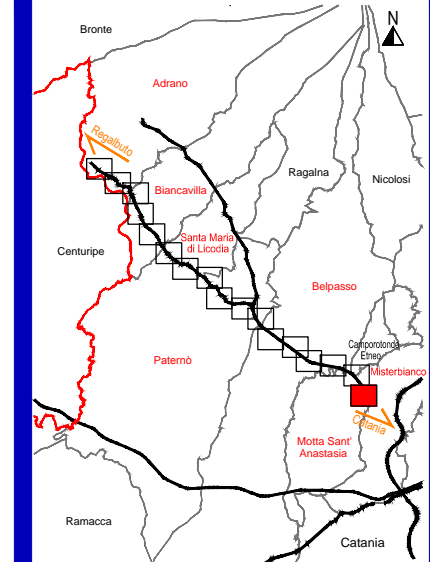 Bronte
N
Adrano
Regalbuto
Ragalna
Nicolosi
Biancavilla
Santa Maria
di Licodia
Centuripe
Belpasso
Camporotondo
Etneo
Paternò
Misterbianco
Catania
Motta Sant'
Anastasia
Ramacca
Catania